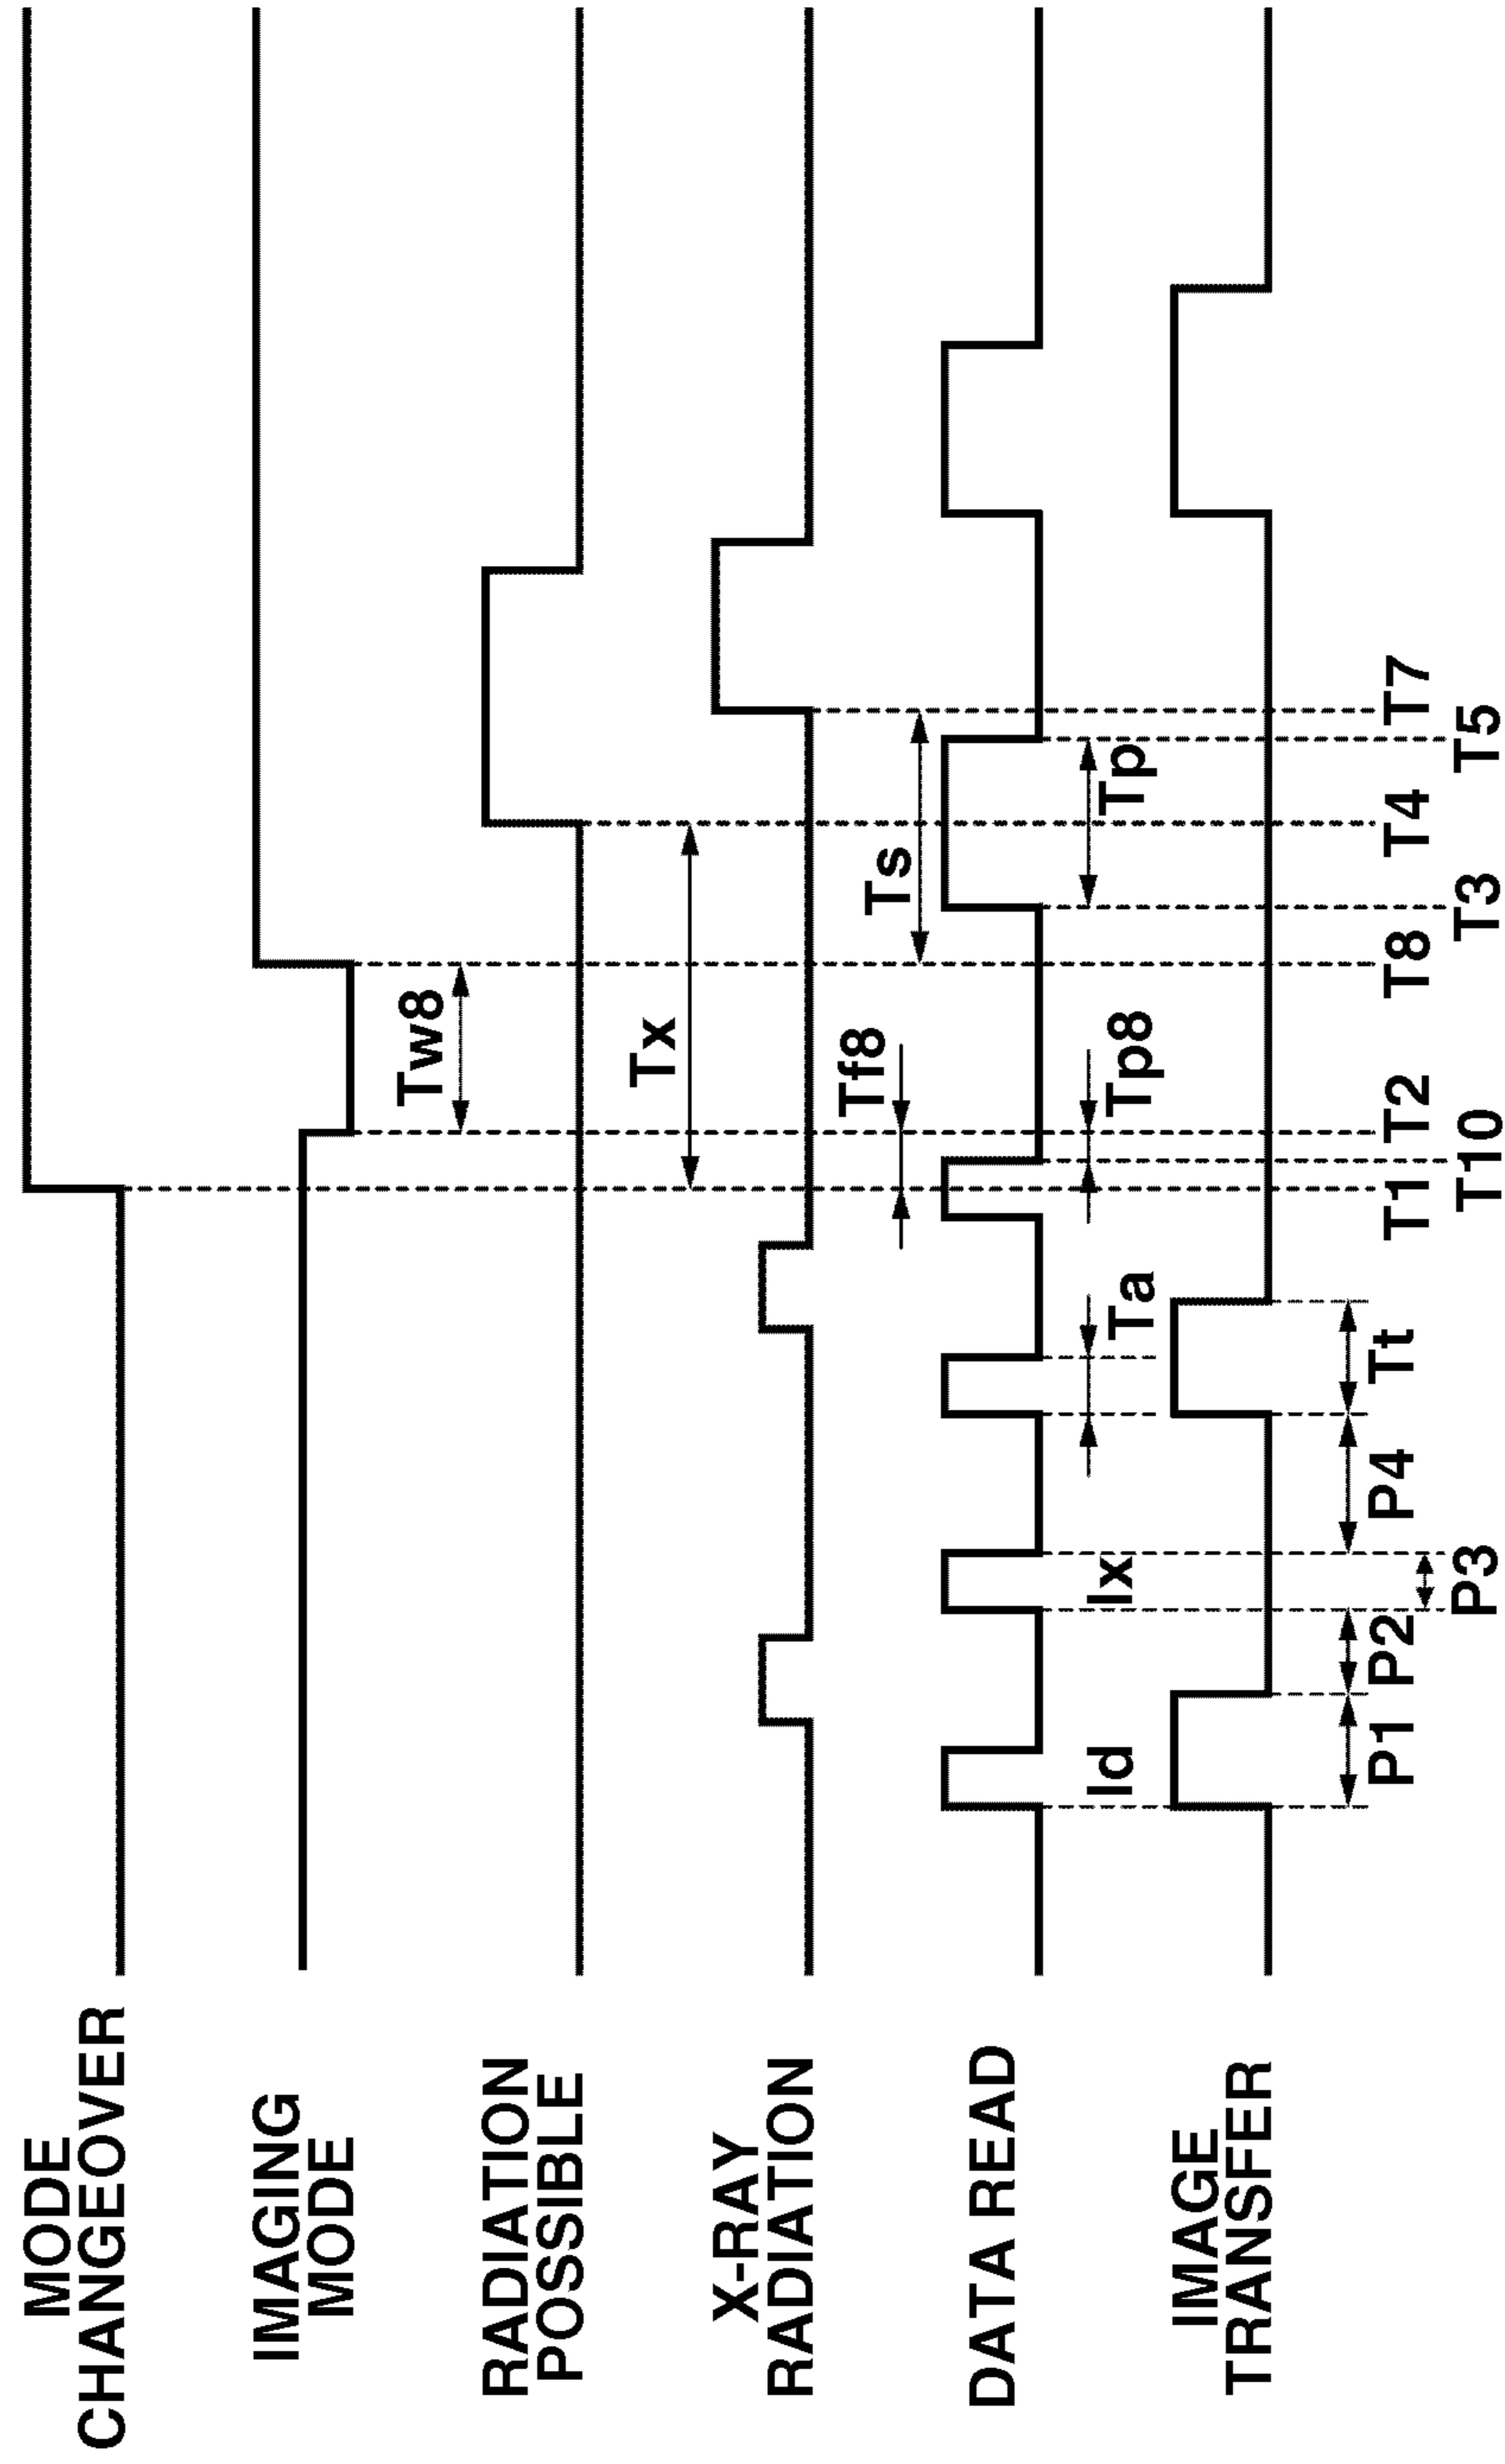 MODE
CHANGEOVER
IMAGING
MODE
Tw8
RADIATION
POSSIBLE
Tx
X-RAY
RADIATION
Tf8
Ts
DATA READ
Id
Ix
Ta
Tp8
Tp
IMAGE
TRANSFER
P1
P2
P4
Tt
T1
T2
T8
T4
T7
P3
T10
T3
T5